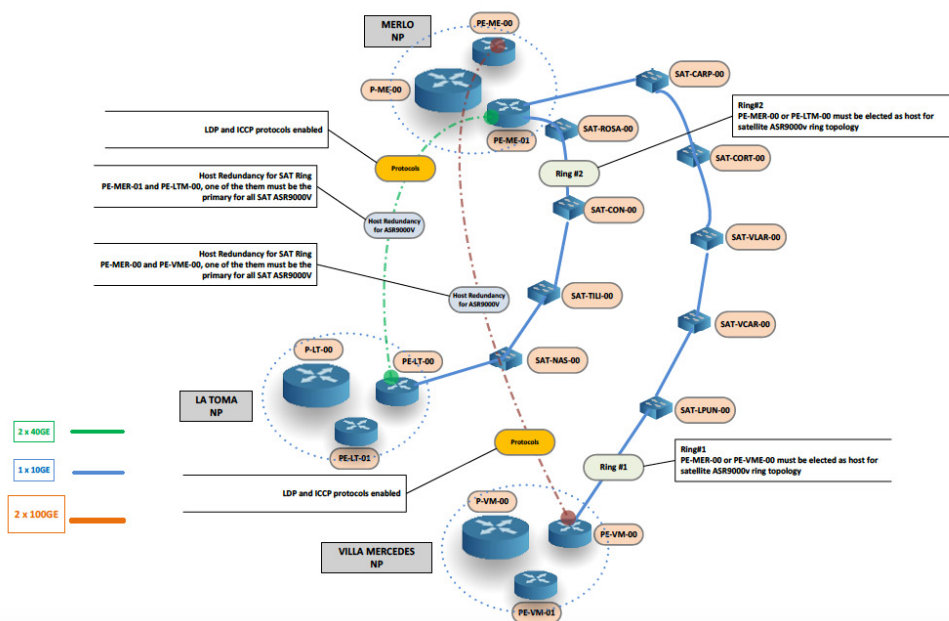 MERLO
NP
PE-ME-00
P-ME-00
PE-ME-01
SAT-CARP-00
SAT-ROSA-00
Ring#2
PE-MER-00 or PE-LTM-00 must be elected as host for
satellite ASR9000v ring topology
LDP and ICCP protocols enabled
Protocols
SAT-CORT-00
Ring #2
Host Redundancy for SAT Ring
PE-MER-01 and PE-LTM-00, one of the them must be the
primary for all SAT ASR9000V
Host Redundancy
for ASR9000V
SAT-CON-00
SAT-VLAR-00
Host Redundancy for SAT Ring
PE-MER-00 and PE-VME-00, one of the them must be the
primary for all SAT ASR9000V
Host Redundancy
for ASR9000V
SAT-TILI-00
SAT-VCAR-00
P-LT-00
PE-LT-00
SAT-NAS-00
LA TOMA
NP
PE-LT-01
SAT-LPUN-00
2 x 40GE
1 x 10GE
2 x 100GE
Protocols
Ring #1
Ring#1
PE-MER-00 or PE-VME-00 must be elected as host for
satellite ASR9000v ring topology
LDP and ICCP protocols enabled
P-VM-00
PE-VM-00
VILLA MERCEDES
NP
PE-VM-01